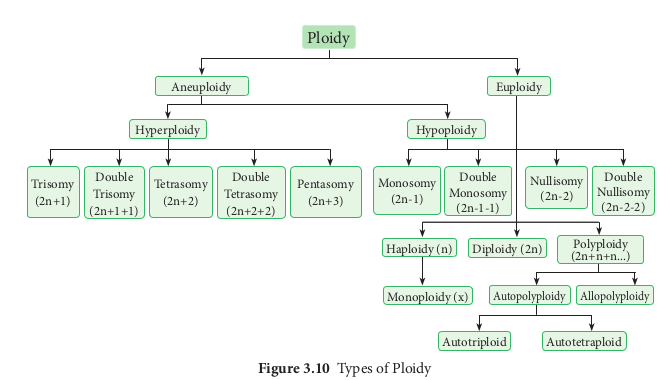 Ploidy
Aneuploidy
Euploidy
Hyperploidy
Hypoploidy
Trisomy
(2n+1)
Double
Trisomy
(2n+1+1)
Tetrasomy
(2n+2)
Double
Tetrasomy
(2n+2+2)
Pentasomy
(2n+3)
Monosomy
(2n-1)
Double
Monosomy
(2n-1-1)
Nullisomy
(2n-2)
Double
Nullisomy
(2n-2-2)
Haploidy (n)
Diploidy (2n)
Polyploidy
(2n+n+n...)
Monoploidy (x)
Autopolyploidy
Allopolyploidy
Autotriploid
Autotetraploid
Figure 3.10 Types of Ploidy